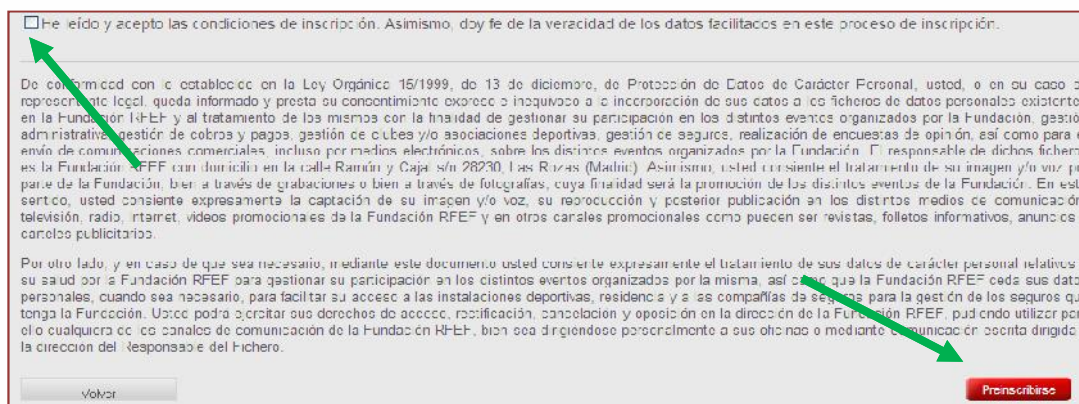 He leído y acepto las condiciones de inscripción. Asimismo, doy fe de la veracidad de los datos facilitados en este proceso de inscripción.
De conformidad con lo establecido en la Ley Orgánica 15/1999, de 13 de diciembre, de Protección de Datos de Carácter Personal, usted, o en su caso
representante legal, queda informado y presta su consentimiento expreso e inequívoco a la incorporación de sus datos a los ficheros de datos personales existente
en la Fundación RFEF y al tratamiento de los mismos con la finalidad de gestionar su participación en los distintos eventos organizados por la Fundación, gestión
administrativa, gestión de cobros y pagos, gestión de clubes y/o asociaciones deportivas, gestión de seguros, realización de encuestas de opinión, así como para
envío de comunicaciones comerciales, incluso por medios electrónicos, sobre los distintos eventos organizados por la Fundación. El responsable de dichos fichero
es la Fundación RFEF con domicilio en la calle Ramón y Cajal s/n 28230, Las Rozas (Madrid). Asimismo, usted consiente el tratamiento de su imagen y/o voz po
parte de la Fundación, bien a través de grabaciones o bien a través de fotografías, cuya finalidad será la promoción de los distintos eventos de la Fundación. En est
sentido, usted consiente expresamente la captación de su imagen y/o voz, su reproducción y posterior publicación en los distintos medios de comunicación
televisión, radio, Internet, videos promocionales de la Fundación RFEF y en otros canales promocionales como pueden ser revistas, folletos informativos, anuncios
carteles publicitarios.
Por otro lado, y en caso de que sea necesario, mediante este documento usted consiente expresamente el tratamiento de sus datos de carácter personal relativos
su salud por la Fundación RFEF para gestionar su participación en los distintos eventos organizados por la misma, así como que la Fundación RFEF ceda sus dato
personales, cuando sea necesario, para facilitar su acceso a las instalaciones deportivas, residencia y a las compañías de seguros para la gestión de los seguros qu
tenga la Fundación. Usted podrá ejercitar sus derechos de acceso, rectificación, cancelación y oposición en la dirección de la Fundación RFEF, pudiendo utilizar par
ello cualquiera de los canales de comunicación de la Fundación RFEF, bien sea dirigiéndose personalmente a sus oficinas o mediante comunicación escrita dirigida
la dirección del Responsable del Fichero.
Volver
Preinscribirse